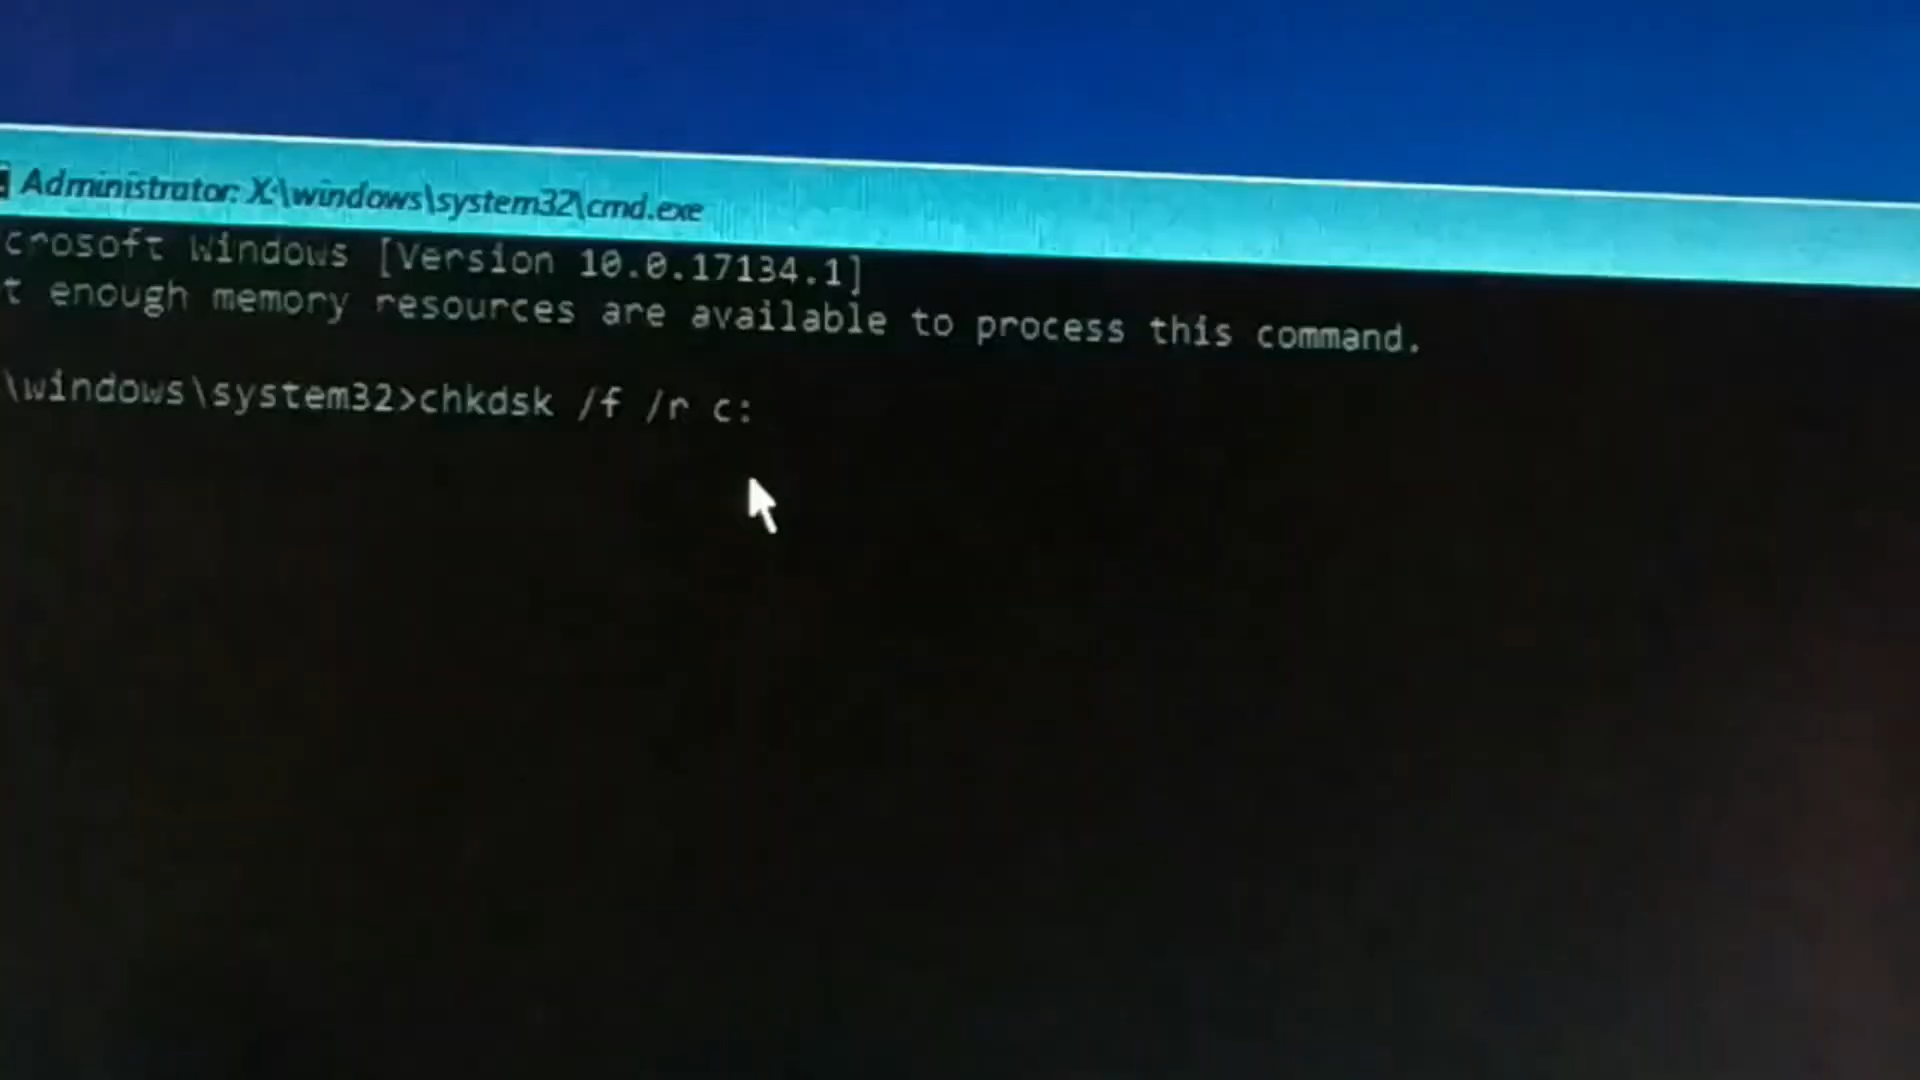 Administrator: X:\windows\system32\cmd.exe
crosoft Windows [Version 10.0.17134.1]
t enough memory resources are available to process this command.
\windows\system32>chkdsk /f /r c: